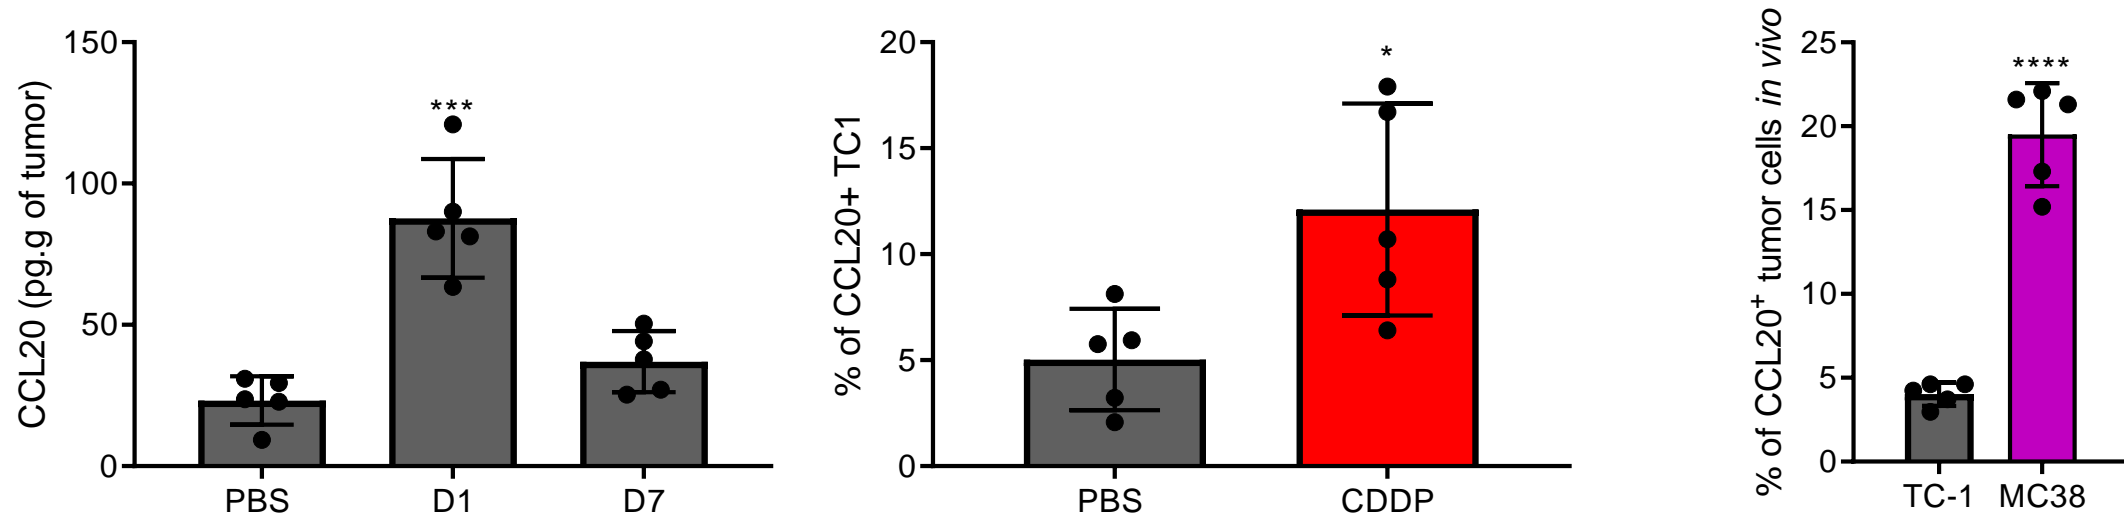 CCL20 (pg.g of tumor)
150
100
50
0
***
PBS
D1
D7
% of CCL20+ TC1
20
15
10
5
0
*
PBS
CDDP
% of CCL20⁺ tumor cells in vivo
25
20
15
10
5
0
****
TC-1
MC38